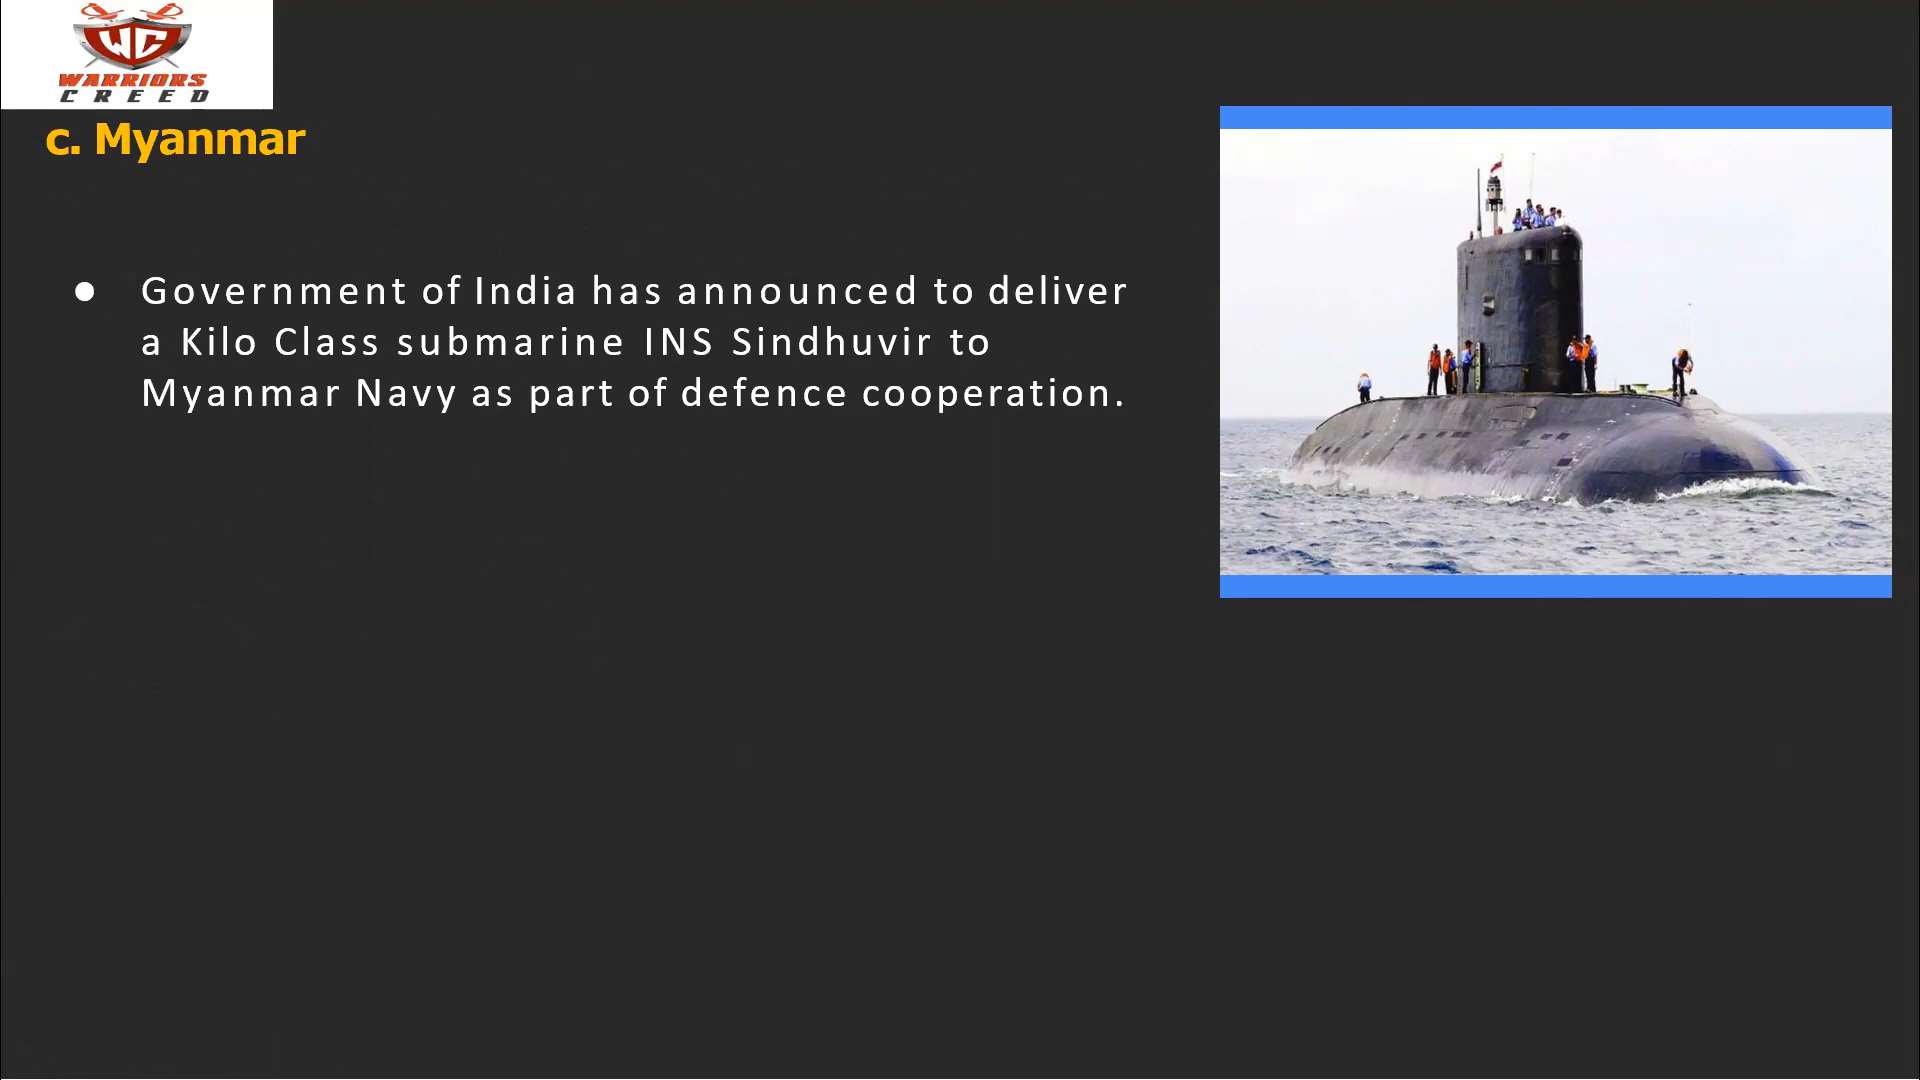 WC
WARRIORS
CREED
c. Myanmar
● Government of India has announced to deliver
a Kilo Class submarine INS Sindhuvir to
Myanmar Navy as part of defence cooperation.